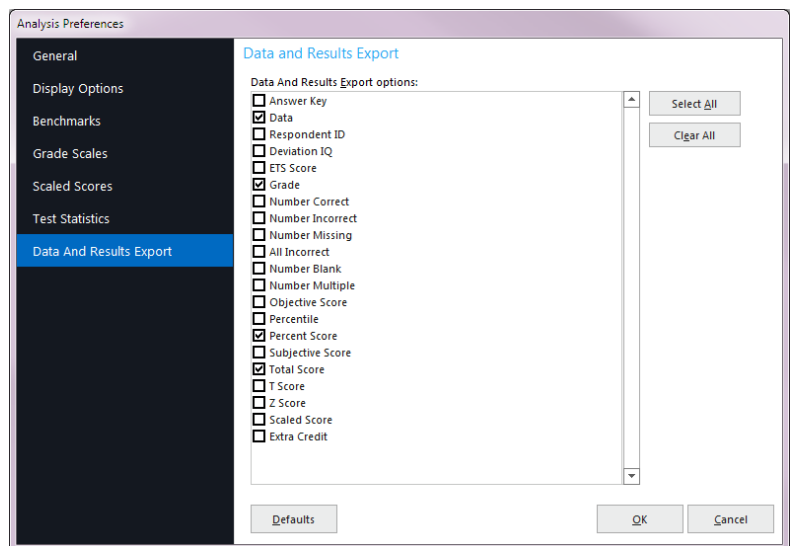 Analysis Preferences
General
Display Options
Benchmarks
Grade Scales
Scaled Scores
Test Statistics
Data And Results Export
Data and Results Export
Data And Results Export options:
Answer Key
Data
Respondent ID
Deviation IQ
ETS Score
Grade
Number Correct
Number Incorrect
Number Missing
All Incorrect
Number Blank
Number Multiple
Objective Score
Percentile
Percent Score
Subjective Score
Total Score
T Score
Z Score
Scaled Score
Extra Credit
Select All
Clear All
Defaults
OK
Cancel